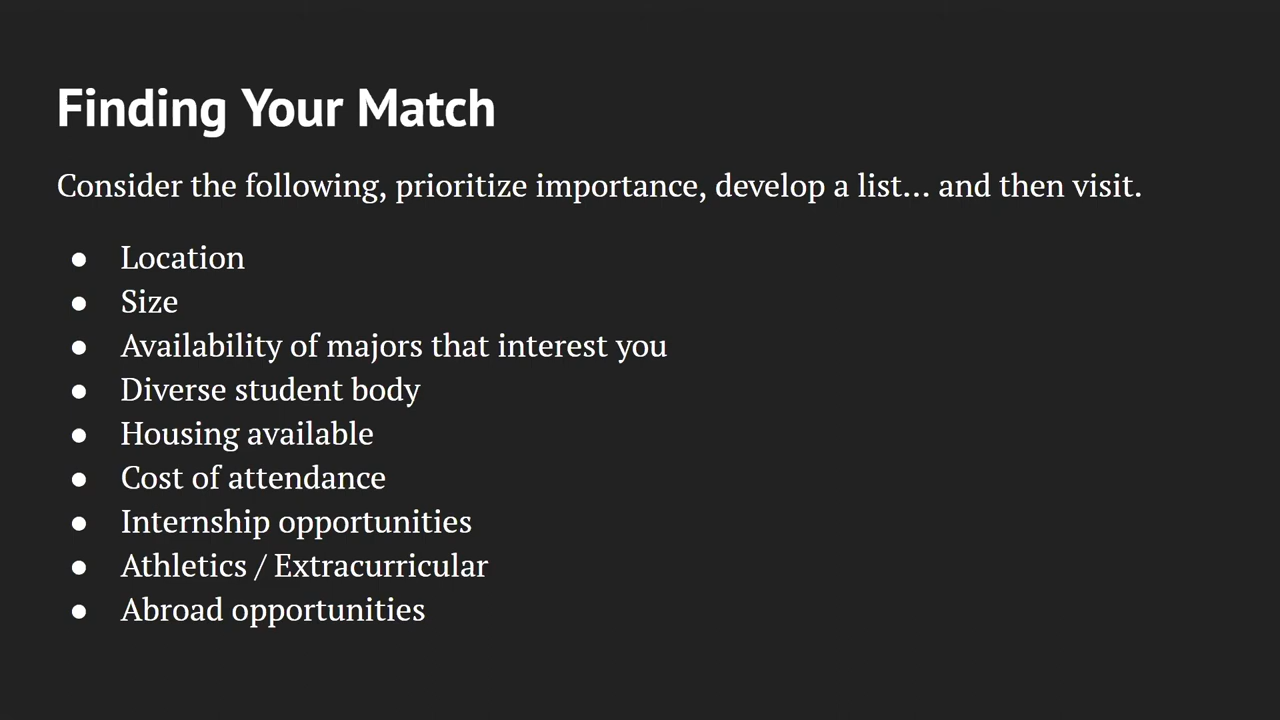 Finding Your Match
Consider the following, prioritize importance, develop a list... and then visit.
● Location
● Size
● Availability of majors that interest you
● Diverse student body
● Housing available
● Cost of attendance
● Internship opportunities
● Athletics / Extracurricular
● Abroad opportunities